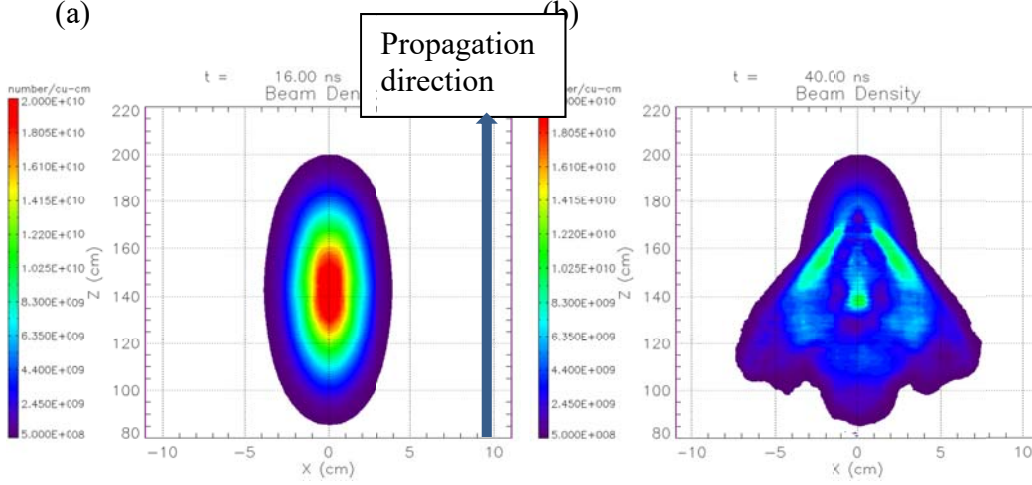 (a)
(b)
Propagation
direction
t = 16.00 ns
Beam Den
number/cu-cm
2.000E+010
1.805E+010
1.610E+010
1.415E+010
1.220E+010
1.025E+010
8.300E+009
6.350E+009
4.400E+009
2.450E+009
5.000E+008
220
200
180
160
140
120
100
80
Z (cm)
-10
-5
0
5
10
X (cm)
t = 40.00 ns
Beam Density
number/cu-cm
000E+010
1.805E+010
1.610E+010
1.415E+010
1.220E+010
1.025E+010
8.300E+009
6.350E+009
4.400E+009
2.450E+009
5.000E+008
220
200
180
160
140
120
100
80
Z (cm)
-10
-5
0
5
10
X (cm)